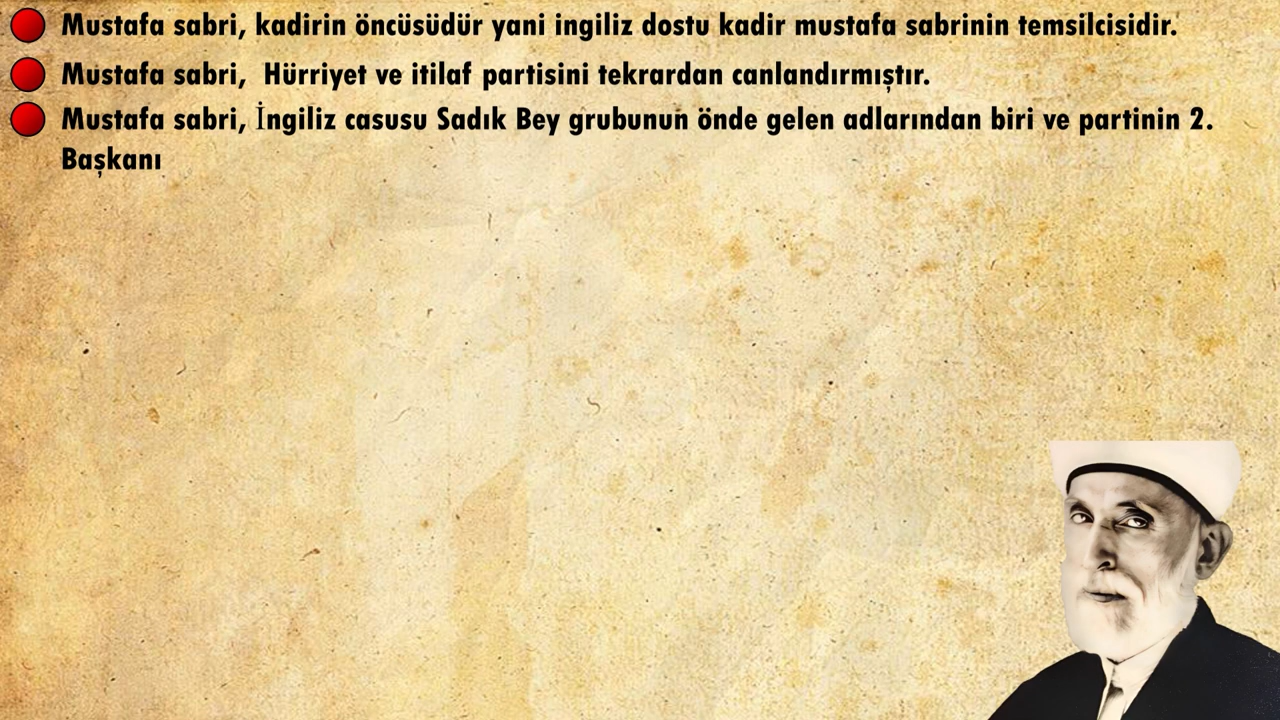 Mustafa sabri, kadirin öncüsüdür yani ingiliz dostu kadir mustafa sabrinin temsilcisidir.
Mustafa sabri,  Hürriyet ve itilaf partisini tekrardan canlandırmıştır.
Mustafa sabri, İngiliz casusu Sadık Bey grubunun önde gelen adlarından biri ve partinin 2.
Başkanı